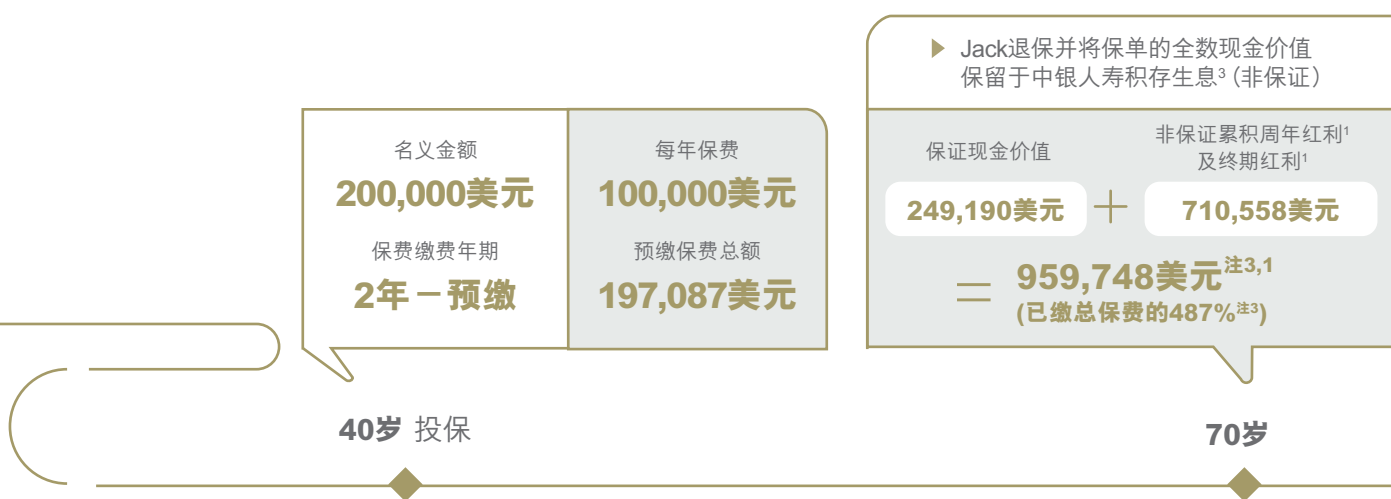 名义金额
200,000美元
保费缴费年期
2年－预缴
每年保费
100,000美元
预缴保费总额
197,087美元
40岁 投保
▶ Jack退保并将保单的全数现金价值
保留于中银人寿积存生息³（非保证）
保证现金价值
249,190美元
+
非保证累积周年红利¹
及终期红利¹
710,558美元
= 959,748美元注3,1
(已缴总保费的487%注3)
70岁